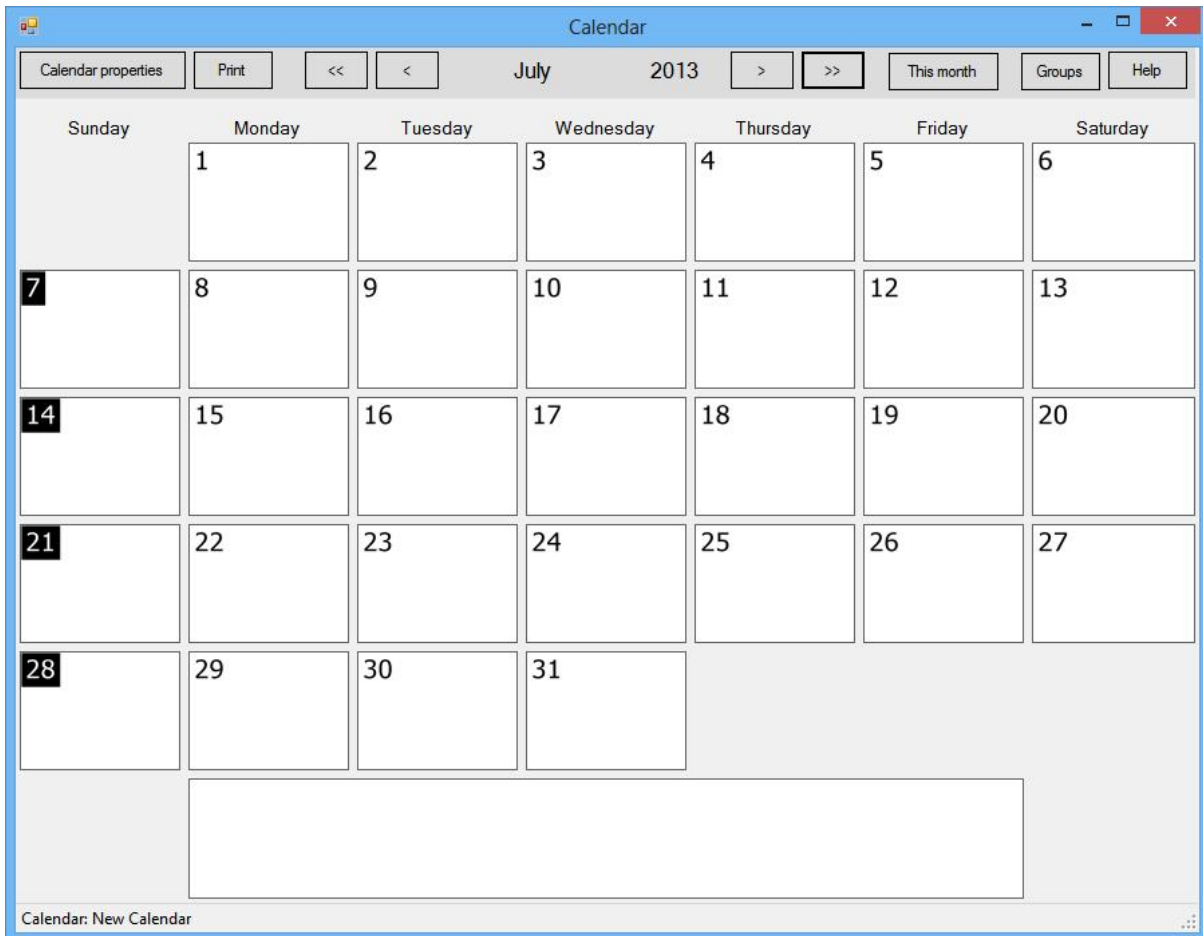 Calendar
Calendar properties Print << < July 2013 > >> This month Groups Help
Sunday Monday Tuesday Wednesday Thursday Friday Saturday
1 2 3 4 5 6
7 8 9 10 11 12 13
14 15 16 17 18 19 20
21 22 23 24 25 26 27
28 29 30 31
Calendar: New Calendar